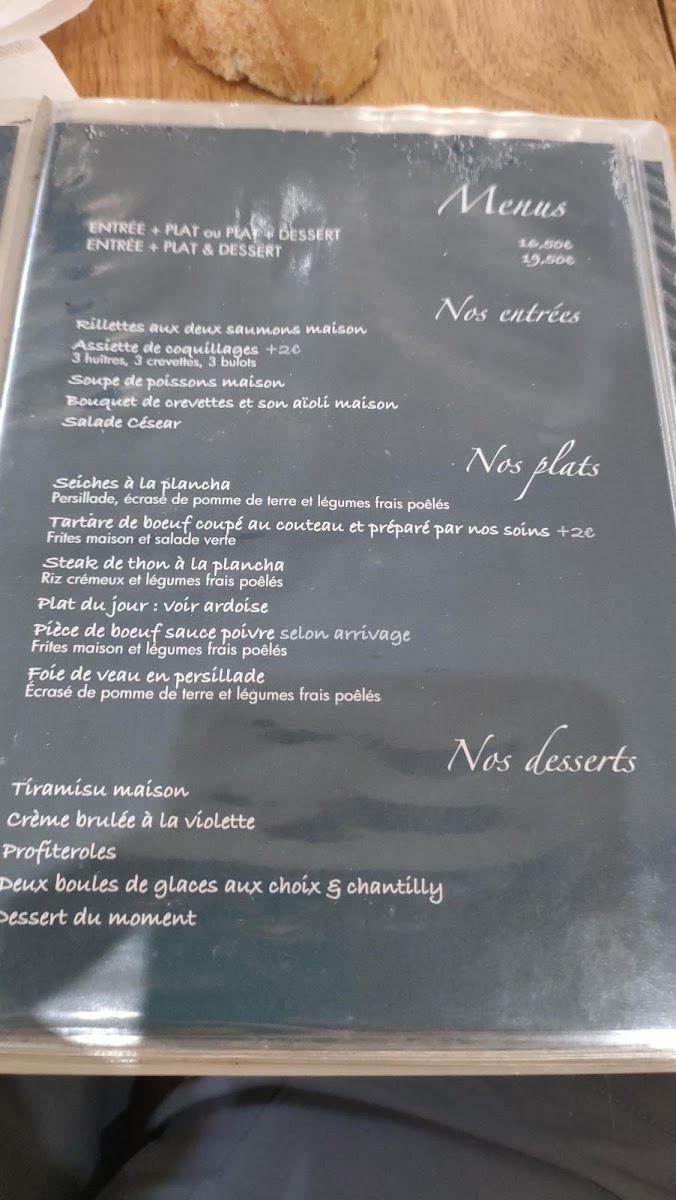 Menus
ENTRÉE + PLAT ou PLAT + DESSERT 16,50€
ENTRÉE + PLAT & DESSERT 19,50€
Nos entrées
Rillettes aux deux saumons maison
Assiette de coquillages +2€
3 huîtres, 3 crevettes, 3 bulots
Soupe de poissons maison
Bouquet de crevettes et son aïoli maison
Salade Césear
Nos plats
Seiches à la plancha
Persillade, écrasé de pomme de terre et légumes frais poêlés
Tartare de boeuf coupé au couteau et préparé par nos soins +2€
Frites maison et salade verte
Steak de thon à la plancha
Riz crémeux et légumes frais poêlés
Plat du jour : voir ardoise
Pièce de boeuf sauce poivre selon arrivage
Frites maison et légumes frais poêlés
Foie de veau en persillade
Écrasé de pomme de terre et légumes frais poêlés
Nos desserts
Tiramisu maison
Crème brulée à la violette
Profiteroles
Deux boules de glaces aux choix & chantilly
Dessert du moment